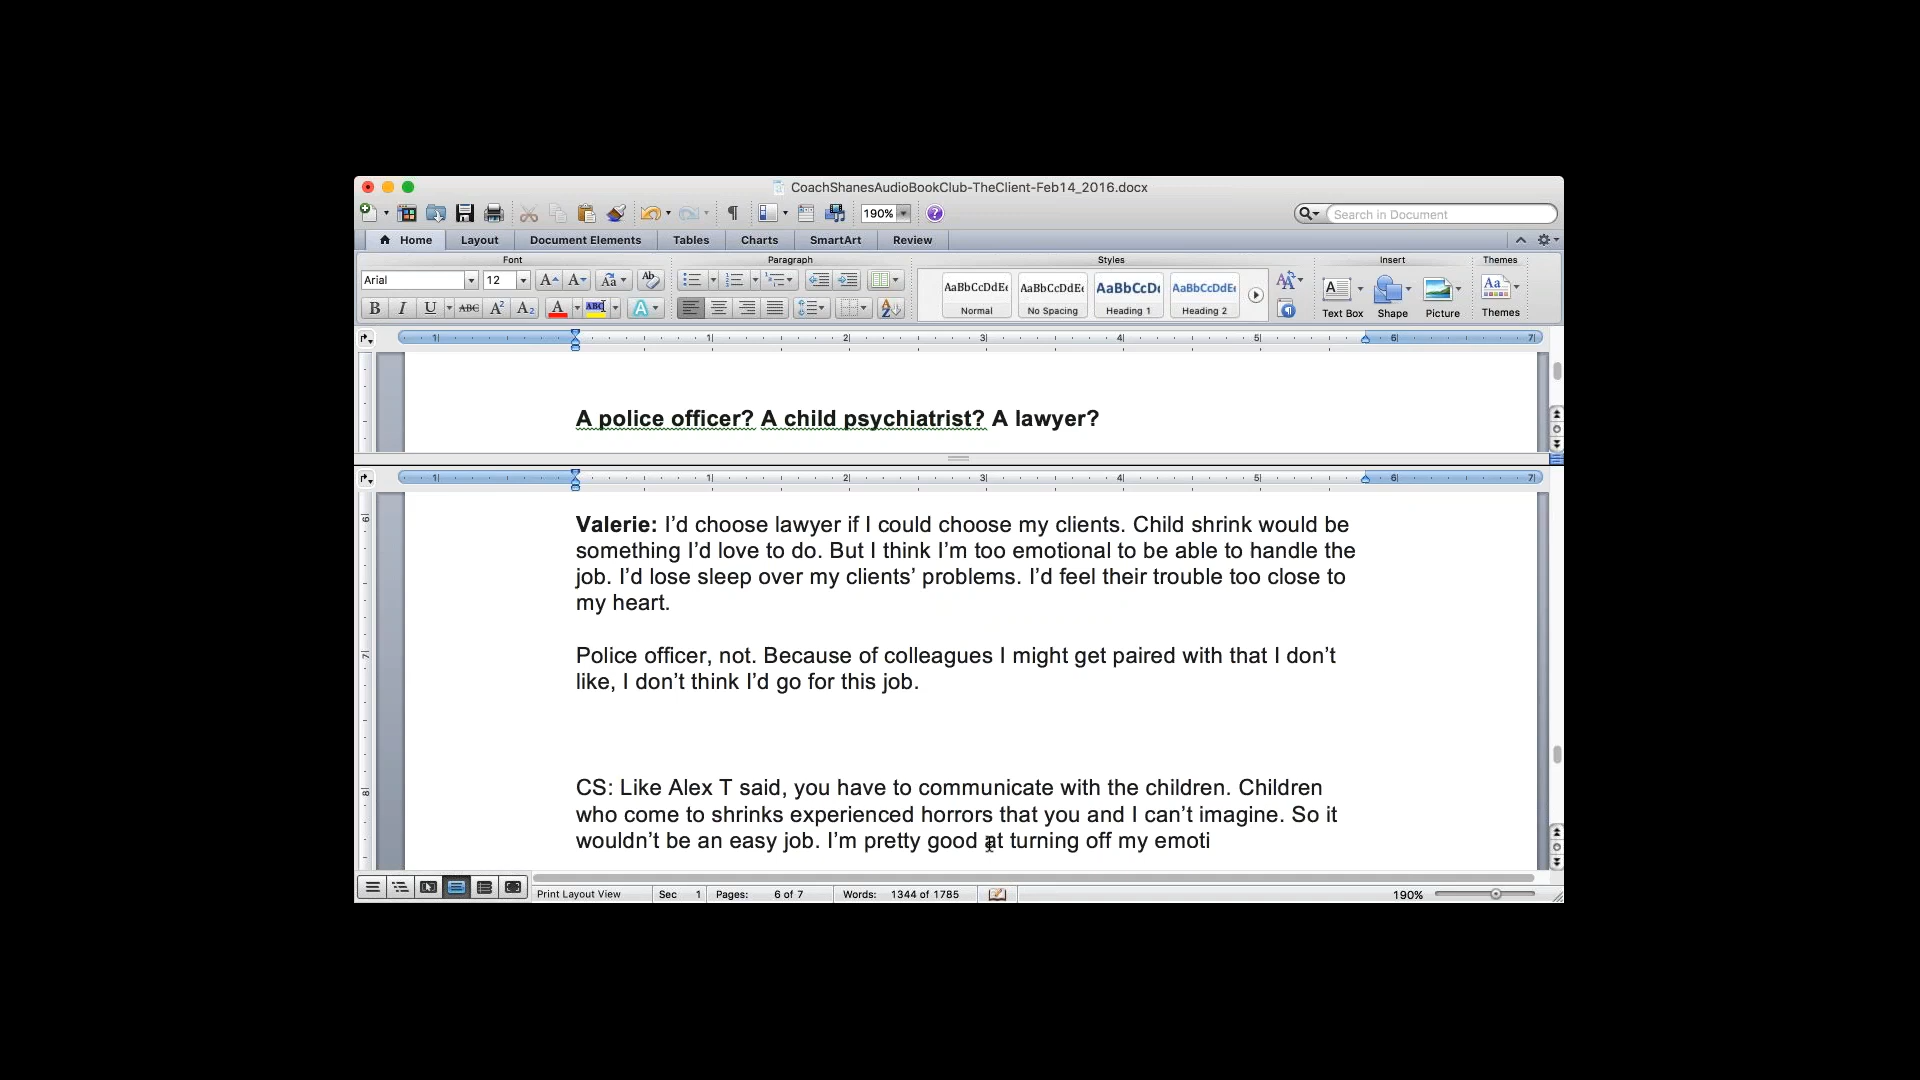 CoachShanesAudioBookClub-TheClient-Feb14_2016.docx
190%
Search in Document
Home Layout Document Elements Tables Charts SmartArt Review
Font Paragraph Styles Insert Themes
Arial 12
AaBbCcDdEe AaBbCcDdEe AaBbCcDi AaBbCcDdEe
Normal No Spacing Heading 1 Heading 2 Text Box Shape Picture Themes
A police officer? A child psychiatrist? A lawyer?
Valerie: I’d choose lawyer if I could choose my clients. Child shrink would be
something I’d love to do. But I think I’m too emotional to be able to handle the
job. I’d lose sleep over my clients’ problems. I’d feel their trouble too close to
my heart.
Police officer, not. Because of colleagues I might get paired with that I don’t
like, I don’t think I’d go for this job.
CS: Like Alex T said, you have to communicate with the children. Children
who come to shrinks experienced horrors that you and I can’t imagine. So it
wouldn’t be an easy job. I’m pretty good at turning off my emoti
Print Layout View Sec 1 Pages: 6 of 7 Words: 1344 of 1785 190%